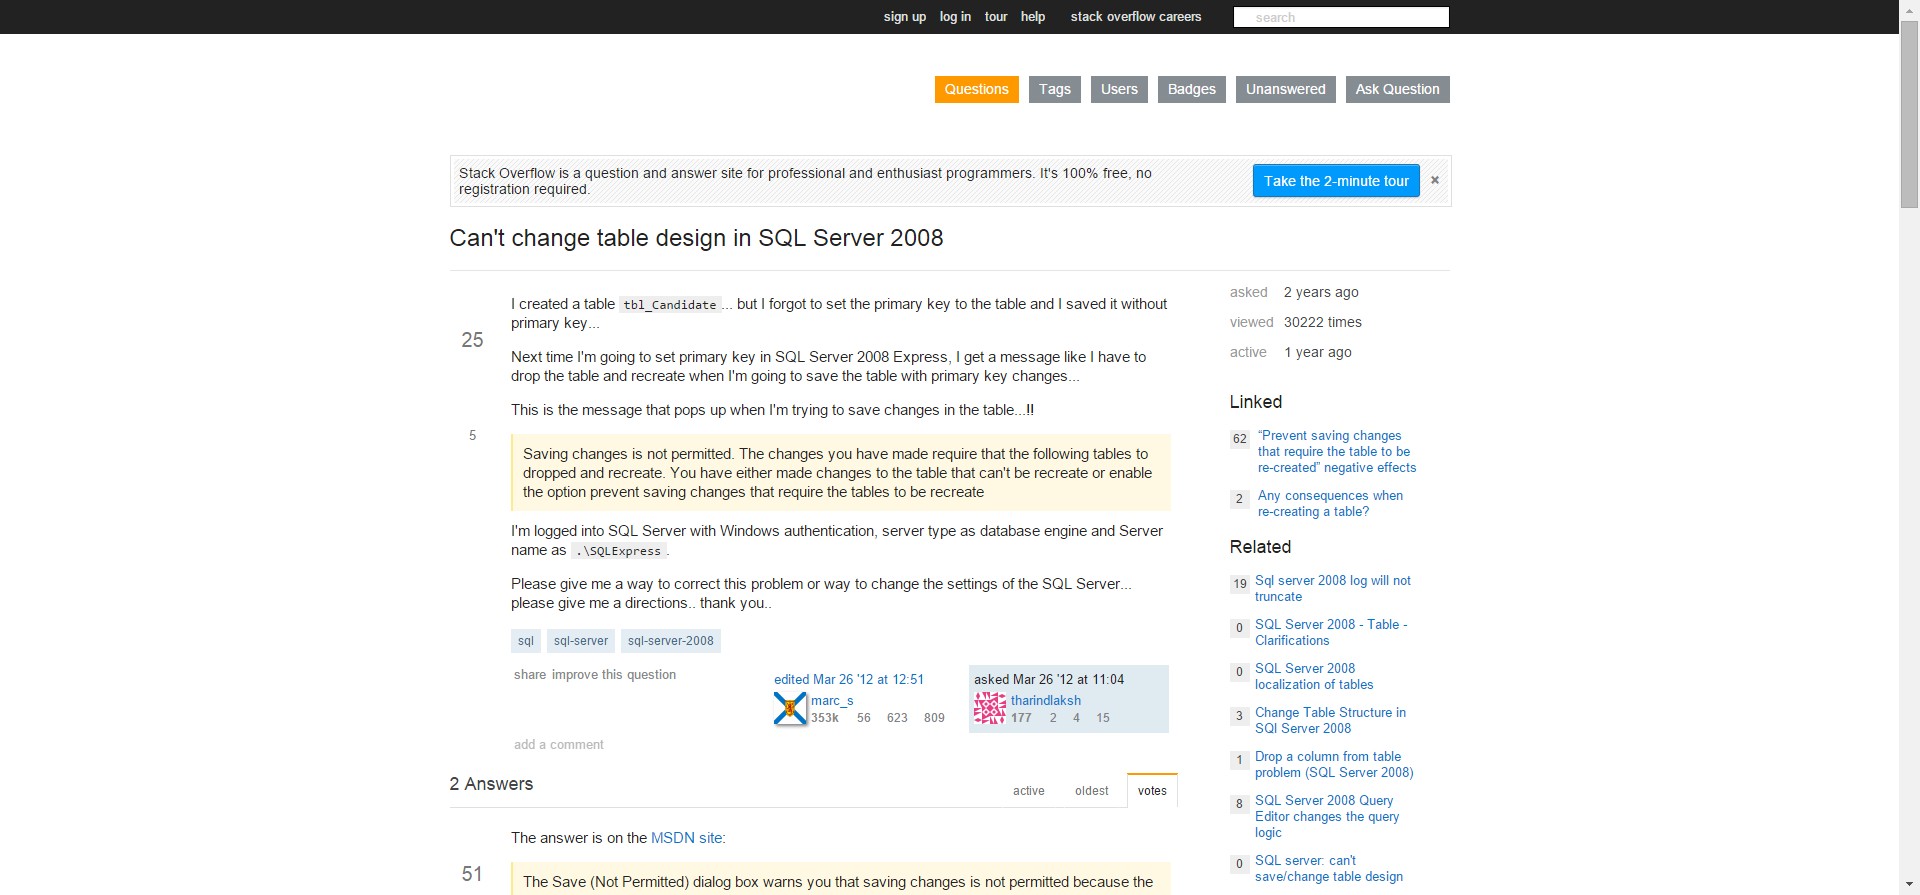 sign up log in tour help stack overflow careers search
Questions Tags Users Badges Unanswered Ask Question
Stack Overflow is a question and answer site for professional and enthusiast programmers. It's 100% free, no
registration required.
Take the 2-minute tour ×
Can't change table design in SQL Server 2008
25
5
I created a table tbl_Candidate... but I forgot to set the primary key to the table and I saved it without
primary key...
Next time I'm going to set primary key in SQL Server 2008 Express, I get a message like I have to
drop the table and recreate when I'm going to save the table with primary key changes...
This is the message that pops up when I'm trying to save changes in the table...!!
Saving changes is not permitted. The changes you have made require that the following tables to
dropped and recreate. You have either made changes to the table that can't be recreate or enable
the option prevent saving changes that require the tables to be recreate
I'm logged into SQL Server with Windows authentication, server type as database engine and Server
name as .\SQLExpress.
Please give me a way to correct this problem or way to change the settings of the SQL Server...
please give me a directions.. thank you..
sql sql-server sql-server-2008
share improve this question
edited Mar 26 '12 at 12:51
marc_s
353k 56 623 809
asked Mar 26 '12 at 11:04
tharindlaksh
177 2 4 15
add a comment
2 Answers
active oldest votes
51
The answer is on the MSDN site:
The Save (Not Permitted) dialog box warns you that saving changes is not permitted because the
asked 2 years ago
viewed 30222 times
active 1 year ago
Linked
62 “Prevent saving changes
that require the table to be
re-created” negative effects
2 Any consequences when
re-creating a table?
Related
19 Sql server 2008 log will not
truncate
0 SQL Server 2008 - Table -
Clarifications
0 SQL Server 2008
localization of tables
3 Change Table Structure in
SQl Server 2008
1 Drop a column from table
problem (SQL Server 2008)
8 SQL Server 2008 Query
Editor changes the query
logic
0 SQL server: can't
save/change table design